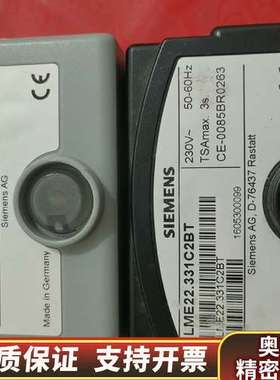 Siemens AG
Made in Germany
SIEMENS
LME22.331C2BT
LME22.331C2BT
1605300099
230V~ 50-60Hz
TSAmax. 3s
CE-0085BR0263
Siemens AG, D-76437 Rastatt
质保证 支持开票
奥
精密